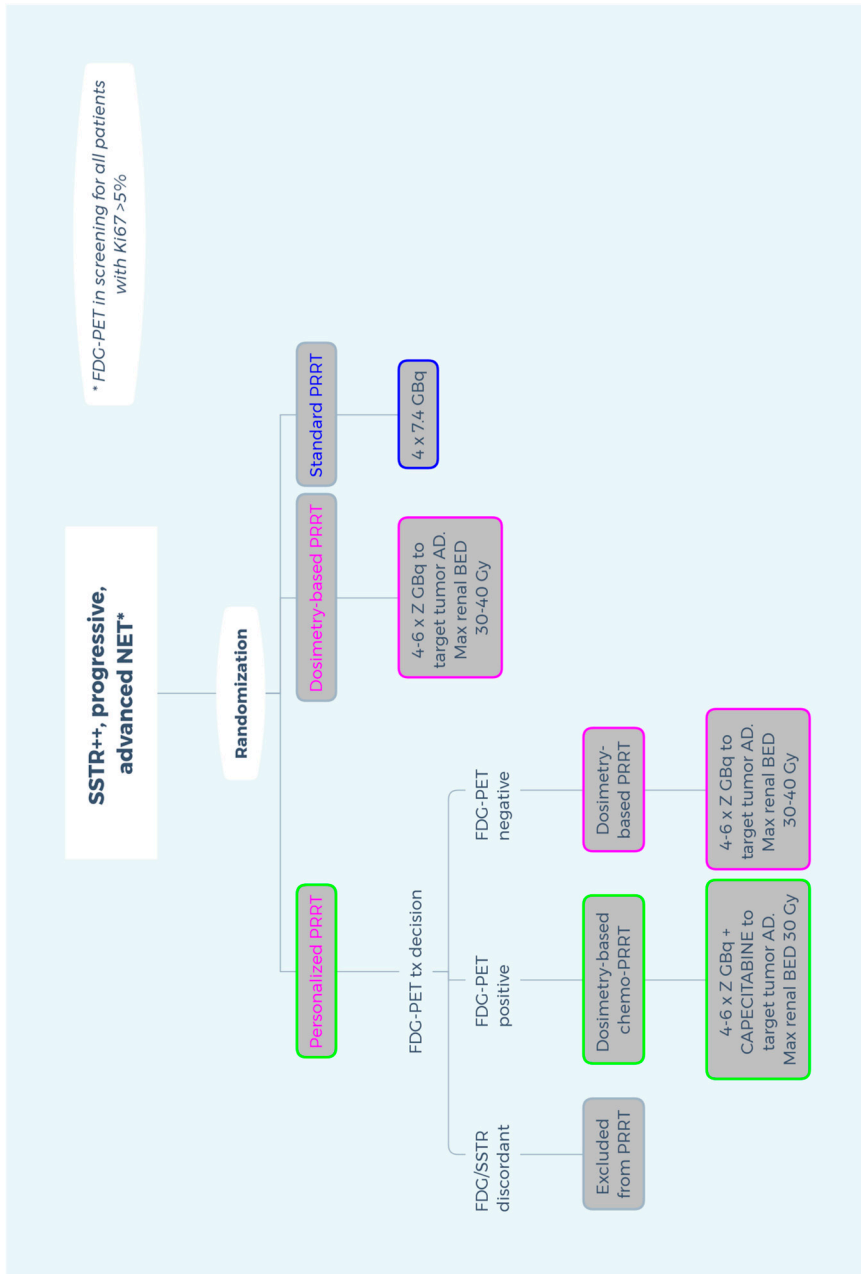 SSTR++, progressive,
advanced NET*
* FDG-PET in screening for all patients
with Ki67 >5%
Randomization
Personalized PRRT
Dosimetry-based PRRT
Standard PRRT
FDG-PET tx decision
4-6 x Z GBq to
target tumor AD.
Max renal BED
30-40 Gy
4 x 7.4 GBq
FDG/SSTR
discordant
FDG-PET
positive
FDG-PET
negative
Excluded
from PRRT
Dosimetry-based
chemo-PRRT
Dosimetry-
based PRRT
4-6 x Z GBq +
CAPECITABINE to
target tumor AD.
Max renal BED 30 Gy
4-6 x Z GBq to
target tumor AD.
Max renal BED
30-40 Gy